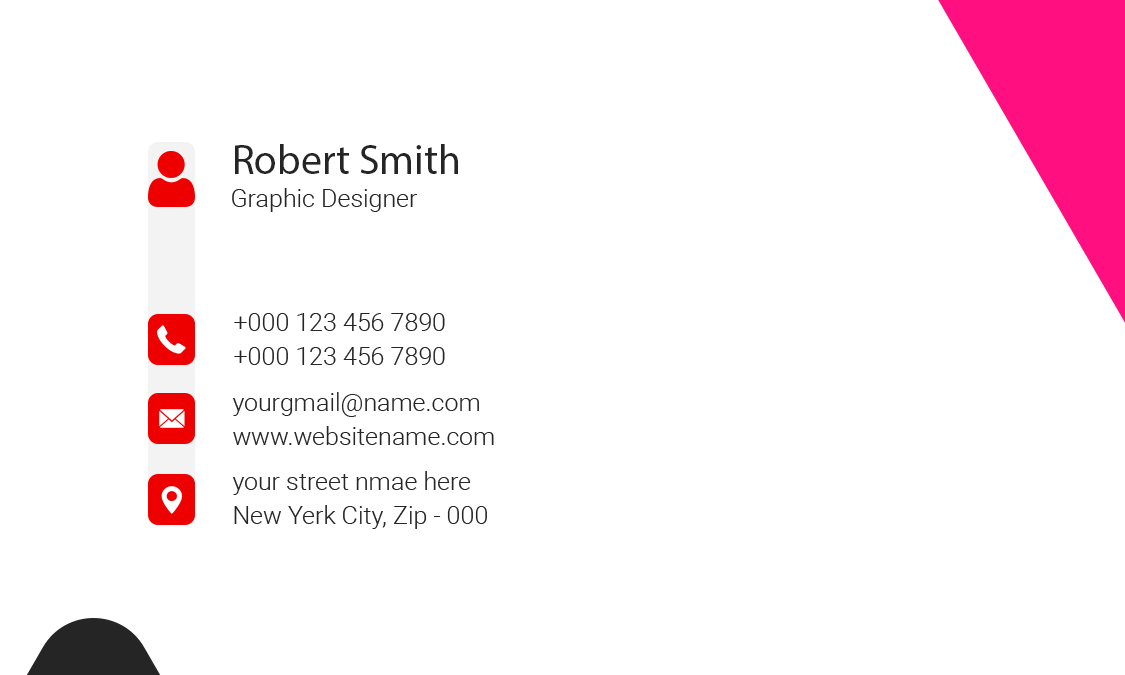 Robert Smith
Graphic Designer
+000 123 456 7890
+000 123 456 7890
yourgmail@name.com
www.websitename.com
your street nmae here
New Yerk City, Zip - 000